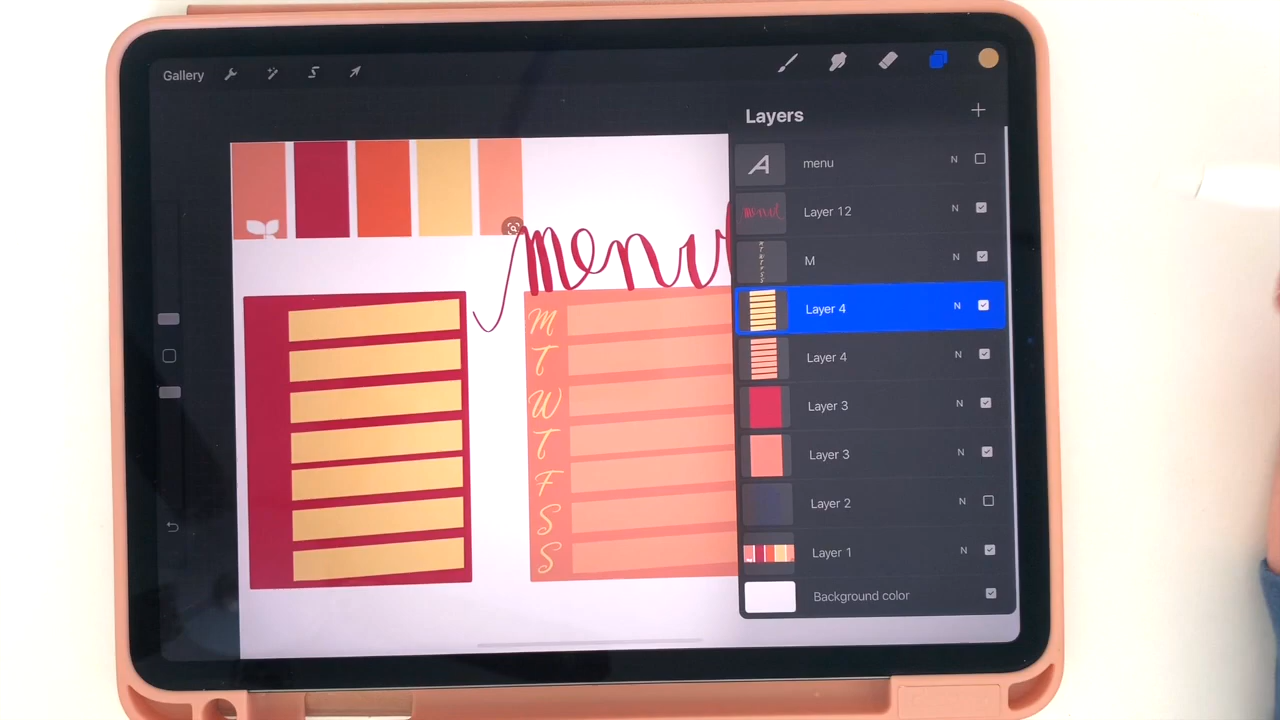 Gallery
Layers
menu N
menu
Layer 12 N
M N
Layer 4 N
Layer 4 N
Layer 3 N
Layer 3 N
Layer 2 N
Layer 1 N
Background color
menu
M
T
W
T
F
S
S